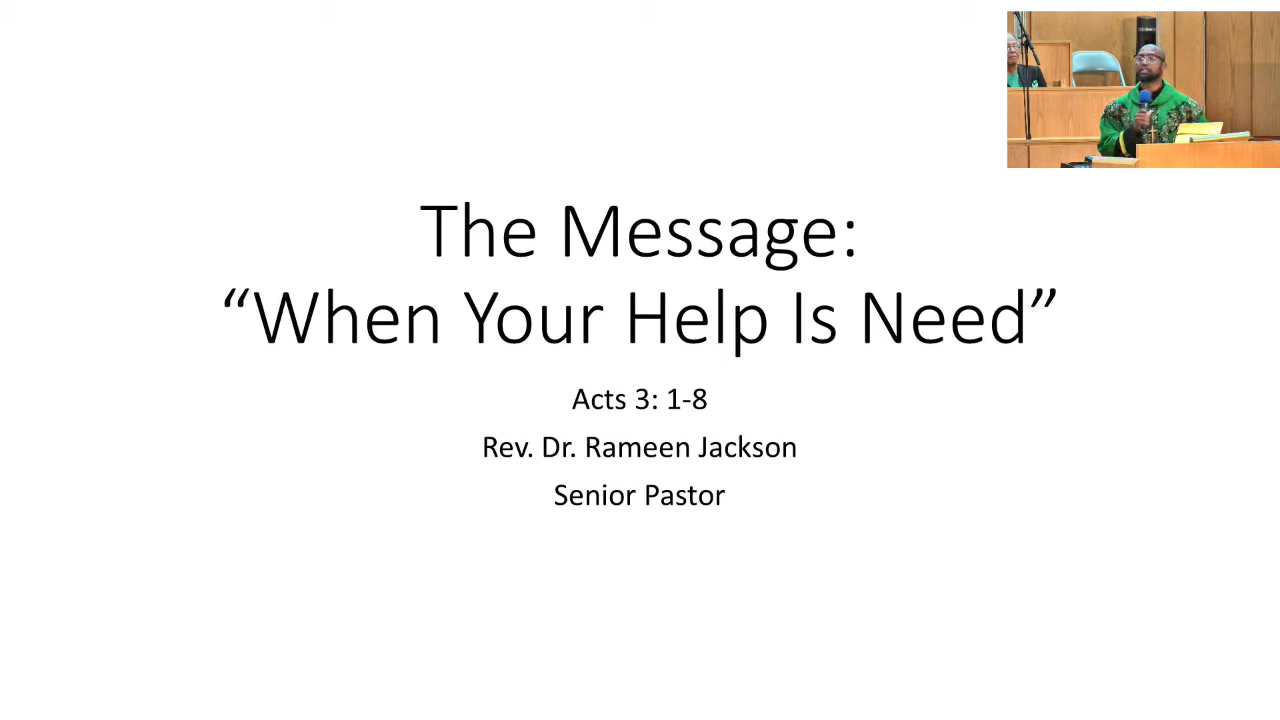 The Message:
“When Your Help Is Need”
Acts 3: 1-8
Rev. Dr. Rameen Jackson
Senior Pastor